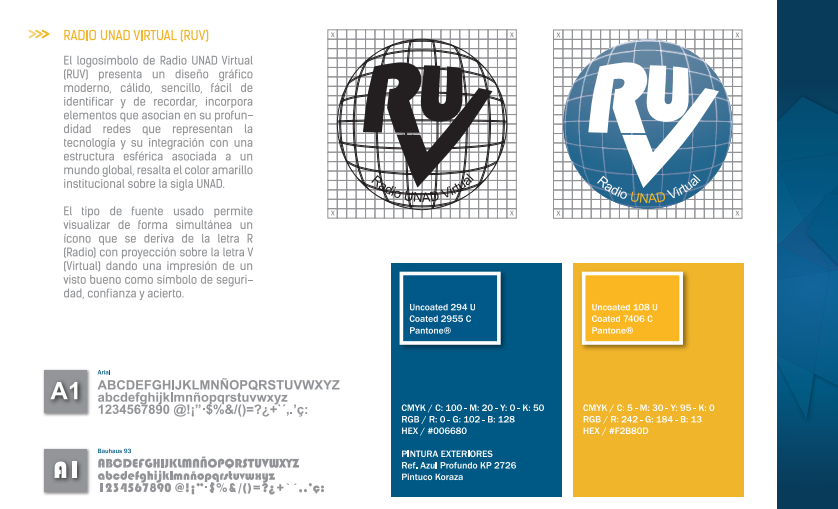 >>> RADIO UNAD VIRTUAL (RUV)
El logosímbolo de Radio UNAD Virtual
(RUV) presenta un diseño gráfico
moderno, cálido, sencillo, fácil de
identificar y de recordar, incorpora
elementos que asocian en su profun-
didad redes que representan la
tecnología y su integración con una
estructura esférica asociada a un
mundo global, resalta el color amarillo
institucional sobre la sigla UNAD.
El tipo de fuente usado permite
visualizar de forma simultánea un
ícono que se deriva de la letra R
(Radio) con proyección sobre la letra V
(Virtual) dando una impresión de un
visto bueno como símbolo de seguri-
dad, confianza y acierto.
X X
RUV
Radio UNAD Virtual
X X
X X
RUV
Radio UNAD Virtual
X X
A1
Arial
ABCDEFGHIJKLMNÑOPQRSTUVWXYZ
abcdefghijklmnñopqrstuvwxyz
1234567890 @!¡"·$%&/()=?¿+``,.'ç:
A1
Bauhaus 93
ABCDEFGHIJKLMNÑOPQRSTUVWXYZ
abcdefghijklmnñopqrstuvwxyz
1234567890 @!¡"·$%&/()=?¿+``,.'ç:
Uncoated 294 U
Coated 2955 C
Pantone®
CMYK / C: 100 - M: 20 - Y: 0 - K: 50
RGB / R: 0 - G: 102 - B: 128
HEX / #006680
PINTURA EXTERIORES
Ref. Azul Profundo KP 2726
Pintuco Koraza
Uncoated 108 U
Coated 7406 C
Pantone®
CMYK / C: 5 - M: 30 - Y: 95 - K: 0
RGB / R: 242 - G: 184 - B: 13
HEX / #F2B80D